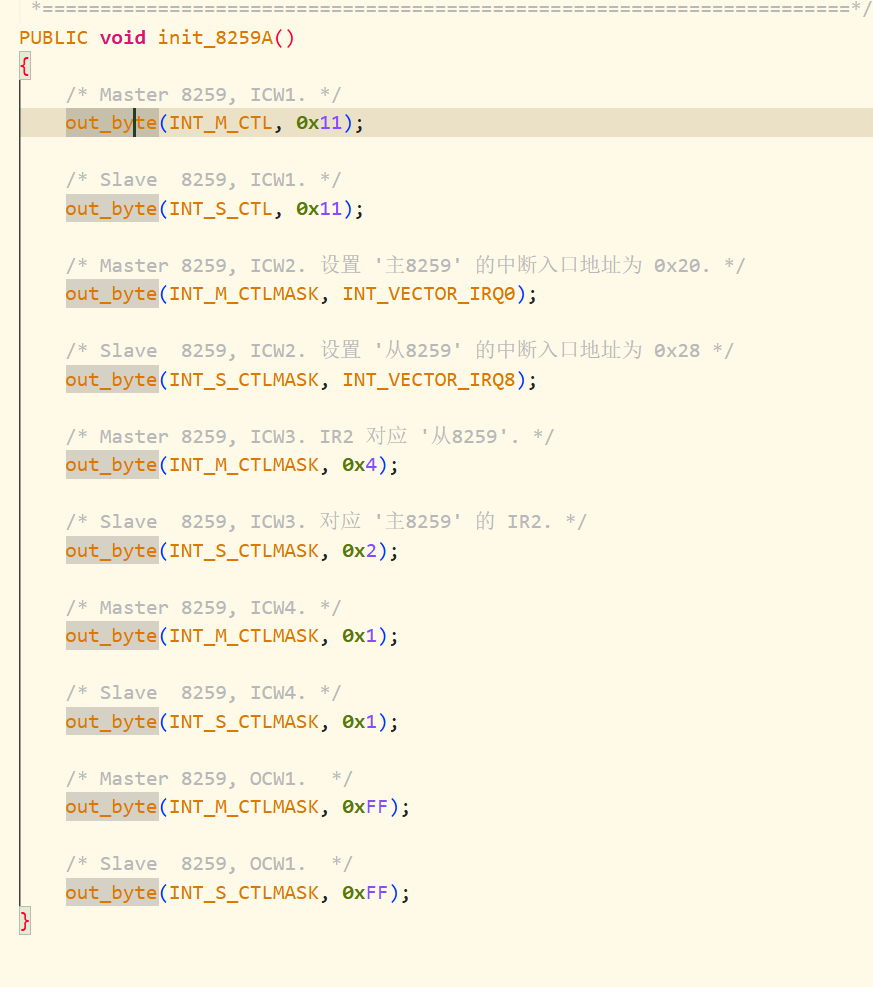 *======================================================================*/
PUBLIC void init_8259A()
{
    /* Master 8259, ICW1. */
    out_byte(INT_M_CTL, 0x11);
    /* Slave  8259, ICW1. */
    out_byte(INT_S_CTL, 0x11);
    /* Master 8259, ICW2. 设置 '主8259' 的中断入口地址为 0x20. */
    out_byte(INT_M_CTLMASK, INT_VECTOR_IRQ0);
    /* Slave  8259, ICW2. 设置 '从8259' 的中断入口地址为 0x28 */
    out_byte(INT_S_CTLMASK, INT_VECTOR_IRQ8);
    /* Master 8259, ICW3. IR2 对应 '从8259'. */
    out_byte(INT_M_CTLMASK, 0x4);
    /* Slave  8259, ICW3. 对应 '主8259' 的 IR2. */
    out_byte(INT_S_CTLMASK, 0x2);
    /* Master 8259, ICW4. */
    out_byte(INT_M_CTLMASK, 0x1);
    /* Slave  8259, ICW4. */
    out_byte(INT_S_CTLMASK, 0x1);
    /* Master 8259, OCW1.  */
    out_byte(INT_M_CTLMASK, 0xFF);
    /* Slave  8259, OCW1.  */
    out_byte(INT_S_CTLMASK, 0xFF);
}